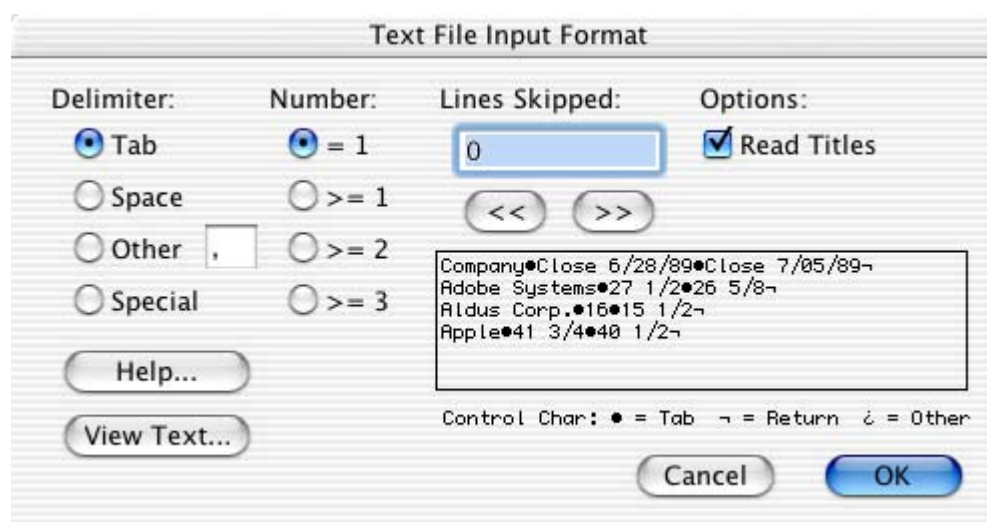 Text File Input Format
Delimiter: Number: Lines Skipped: Options:
Tab = 1 0 Read Titles
Space >= 1 << >>
Other , >= 2
Special >= 3
Company●Close 6/28/89●Close 7/05/89¬
Adobe Systems●27 1/2●26 5/8¬
Aldus Corp.●16●15 1/2¬
Apple●41 3/4●40 1/2¬
Help...
Control Char: ● = Tab ¬ = Return ¿ = Other
View Text...
Cancel OK